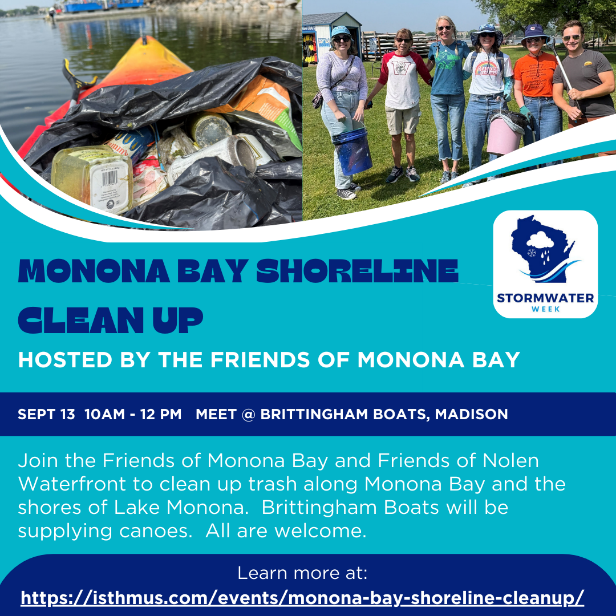 MONONA BAY SHORELINE
CLEAN UP
STORMWATER
WEEK
HOSTED BY THE FRIENDS OF MONONA BAY
SEPT 13 10AM - 12 PM MEET @ BRITTINGHAM BOATS, MADISON
Join the Friends of Monona Bay and Friends of Nolen
Waterfront to clean up trash along Monona Bay and the
shores of Lake Monona. Brittingham Boats will be
supplying canoes. All are welcome.
Learn more at:
https://isthmus.com/events/monona-bay-shoreline-cleanup/